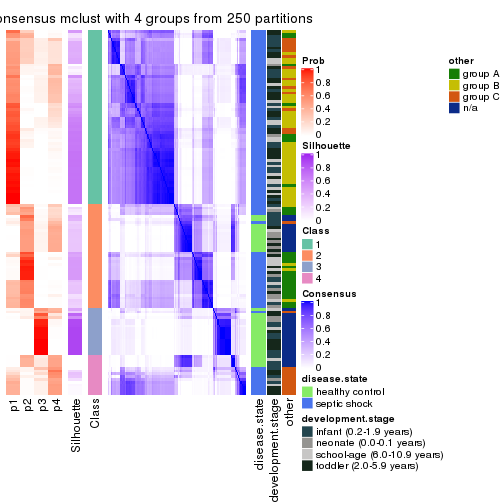 onsensus mclust with 4 groups from 250 partitions
Prob
1
0.8
0.6
0.4
0.2
0
Silhouette
1
0.8
0.6
0.4
0.2
0
Class
1
2
3
4
Consensus
1
0.8
0.6
0.4
0.2
0
disease.state
healthy control
septic shock
development.stage
infant (0.2-1.9 years)
neonate (0.0-0.1 years)
school-age (6.0-10.9 years)
toddler (2.0-5.9 years)
other
group A
group B
group C
n/a
p1
p2
p3
p4
Silhouette
Class
disease.state
development.stage
other